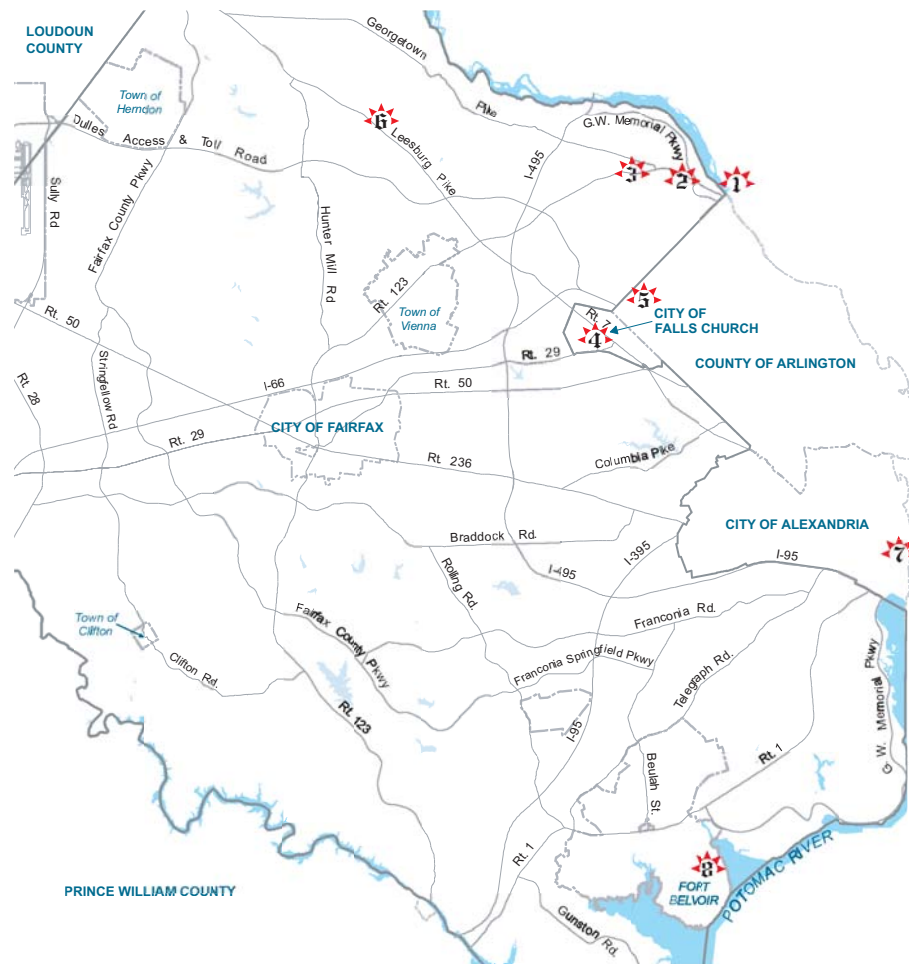 LOUDOUN
COUNTY
Georgetown
Pike
Town of
Herndon
Dulles Access & Toll Road
6
Leesburg Pike
G.W. Memorial Pkwy
I-495
3
2
1
Sully Rd
Fairfax County Pkwy
Hunter Mill Rd
Rt. 123
Town of
Vienna
5
Rt. 7
4
CITY OF
FALLS CHURCH
COUNTY OF ARLINGTON
Rt. 50
Rt. 28
Stringfellow Rd
I-66
Rt. 29
Rt. 50
Rt. 29
CITY OF FAIRFAX
Rt. 236
Columbia Pike
CITY OF ALEXANDRIA
7
I-95
Braddock Rd.
Rolling Rd.
I-495
I-395
Town of
Clifton
Clifton Rd.
Fairfax County Pkwy
Rt. 123
Franconia Rd.
Franconia Springfield Pkwy
Telegraph Rd.
I-95
Beulah St.
Rt. 1
G.W. Memorial Pkwy
Rt. 1
8
FORT
BELVOIR
POTOMAC RIVER
PRINCE WILLIAM COUNTY
Gunston Rd.